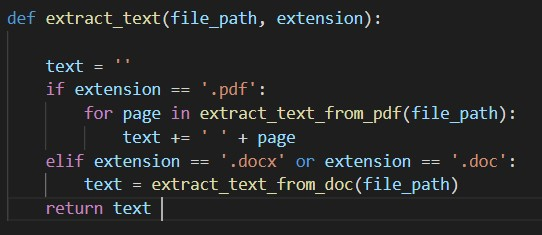 def extract_text(file_path, extension):
    text = ''
    if extension == '.pdf':
        for page in extract_text_from_pdf(file_path):
            text += ' ' + page
    elif extension == '.docx' or extension == '.doc':
        text = extract_text_from_doc(file_path)
    return text